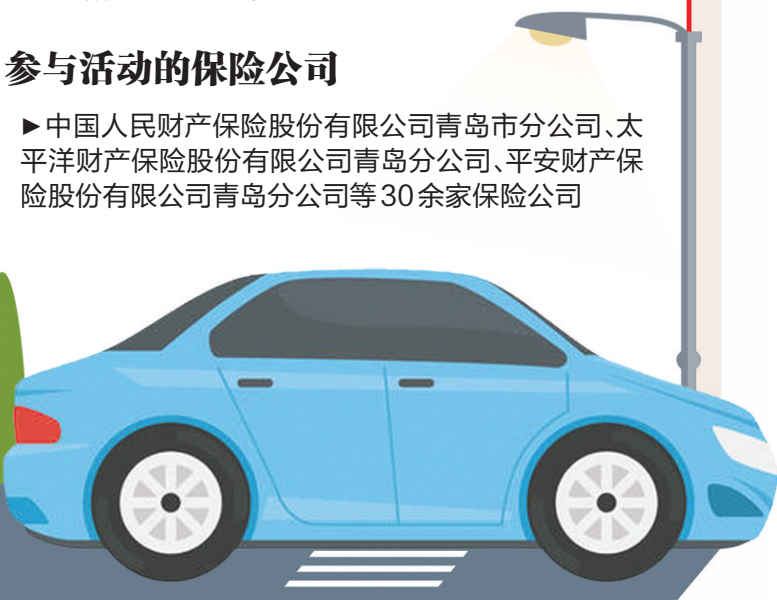 参与活动的保险公司
►中国人民财产保险股份有限公司青岛市分公司、太
平洋财产保险股份有限公司青岛分公司、平安财产保
险股份有限公司青岛分公司等30余家保险公司